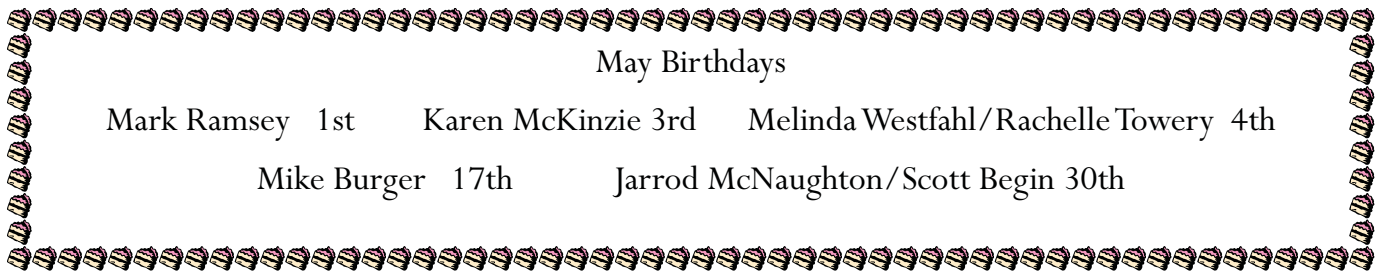 May Birthdays
Mark Ramsey 1st Karen McKinzie 3rd Melinda Westfahl/Rachelle Towery 4th
Mike Burger 17th Jarrod McNaughton/Scott Begin 30th